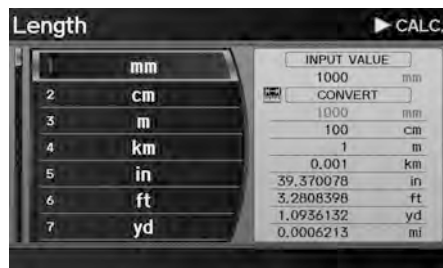 Length
▶ CALC.
1 mm
2 cm
3 m
4 km
5 in
6 ft
7 yd
INPUT VALUE
1000 mm
CONVERT
1000 mm
100 cm
1 m
0.001 km
39.370078 in
3.2808398 ft
1.0936132 yd
0.0006213 mi